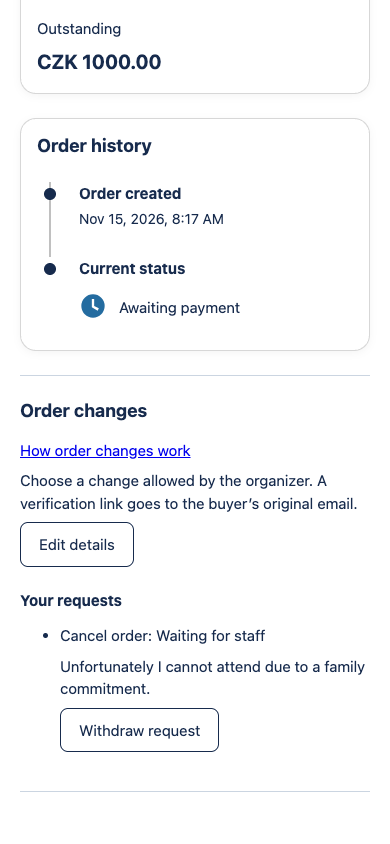 Outstanding
CZK 1000.00
Order history
Order created
Nov 15, 2026, 8:17 AM
Current status
Awaiting payment
Order changes
How order changes work
Choose a change allowed by the organizer. A
verification link goes to the buyer’s original email.
Edit details
Your requests
Cancel order: Waiting for staff
Unfortunately I cannot attend due to a family
commitment.
Withdraw request